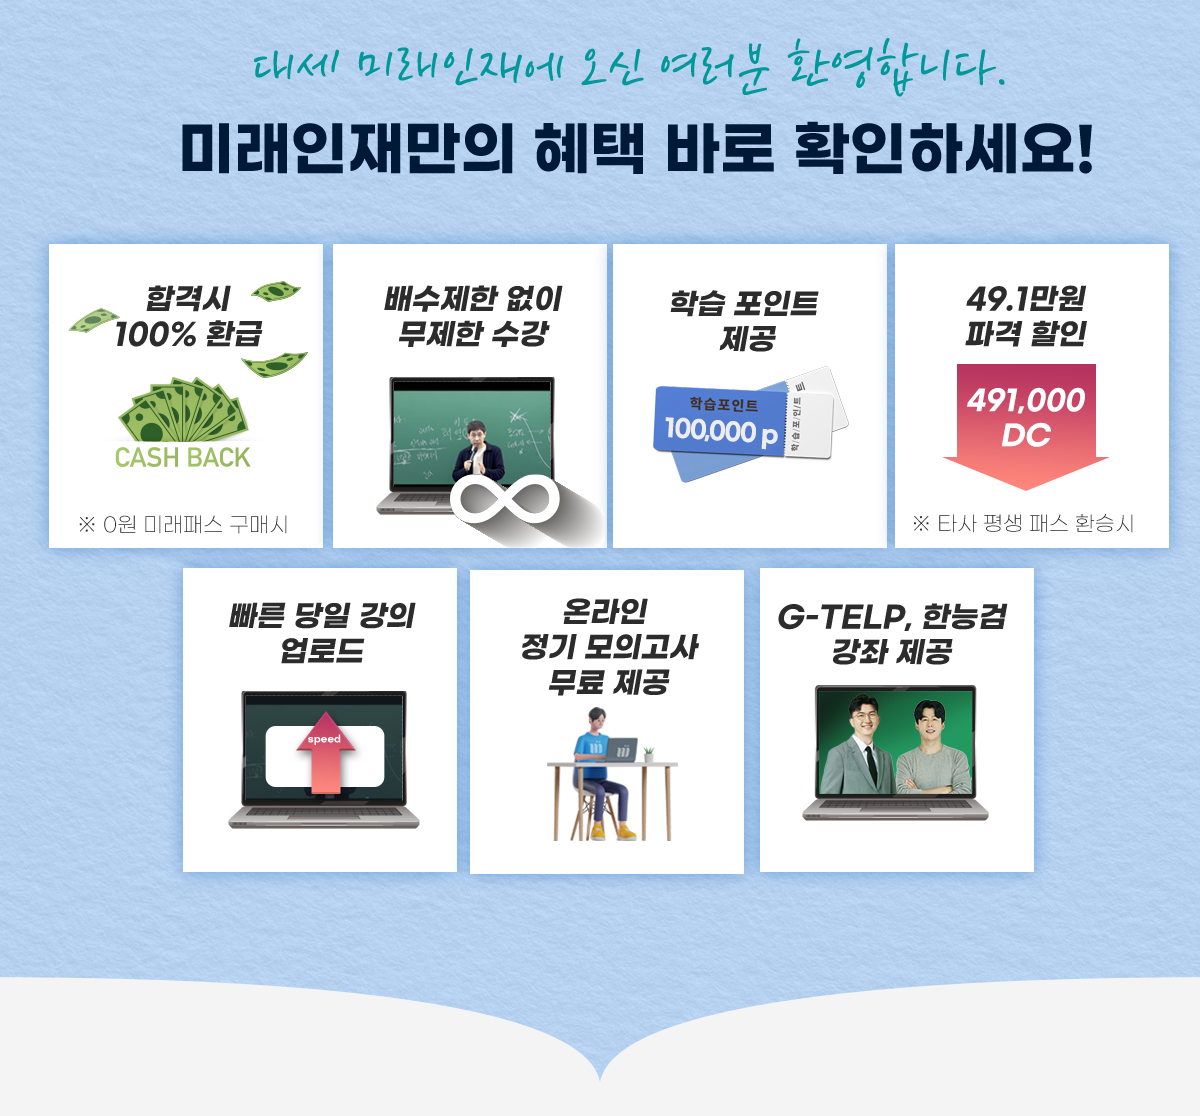 대세 미래인재에 오신 여러분 환영합니다.
미래인재만의 혜택 바로 확인하세요!
합격시
100% 환급
CASH BACK
※ 0원 미래패스 구매시
배수제한 없이
무제한 수강
학습 포인트
제공
학습포인트
100,000 p
학/습/포/인/트
49.1만원
파격 할인
491,000
DC
※ 타사 평생 패스 환승시
빠른 당일 강의
업로드
speed
온라인
정기 모의고사
무료 제공
G-TELP, 한능검
강좌 제공